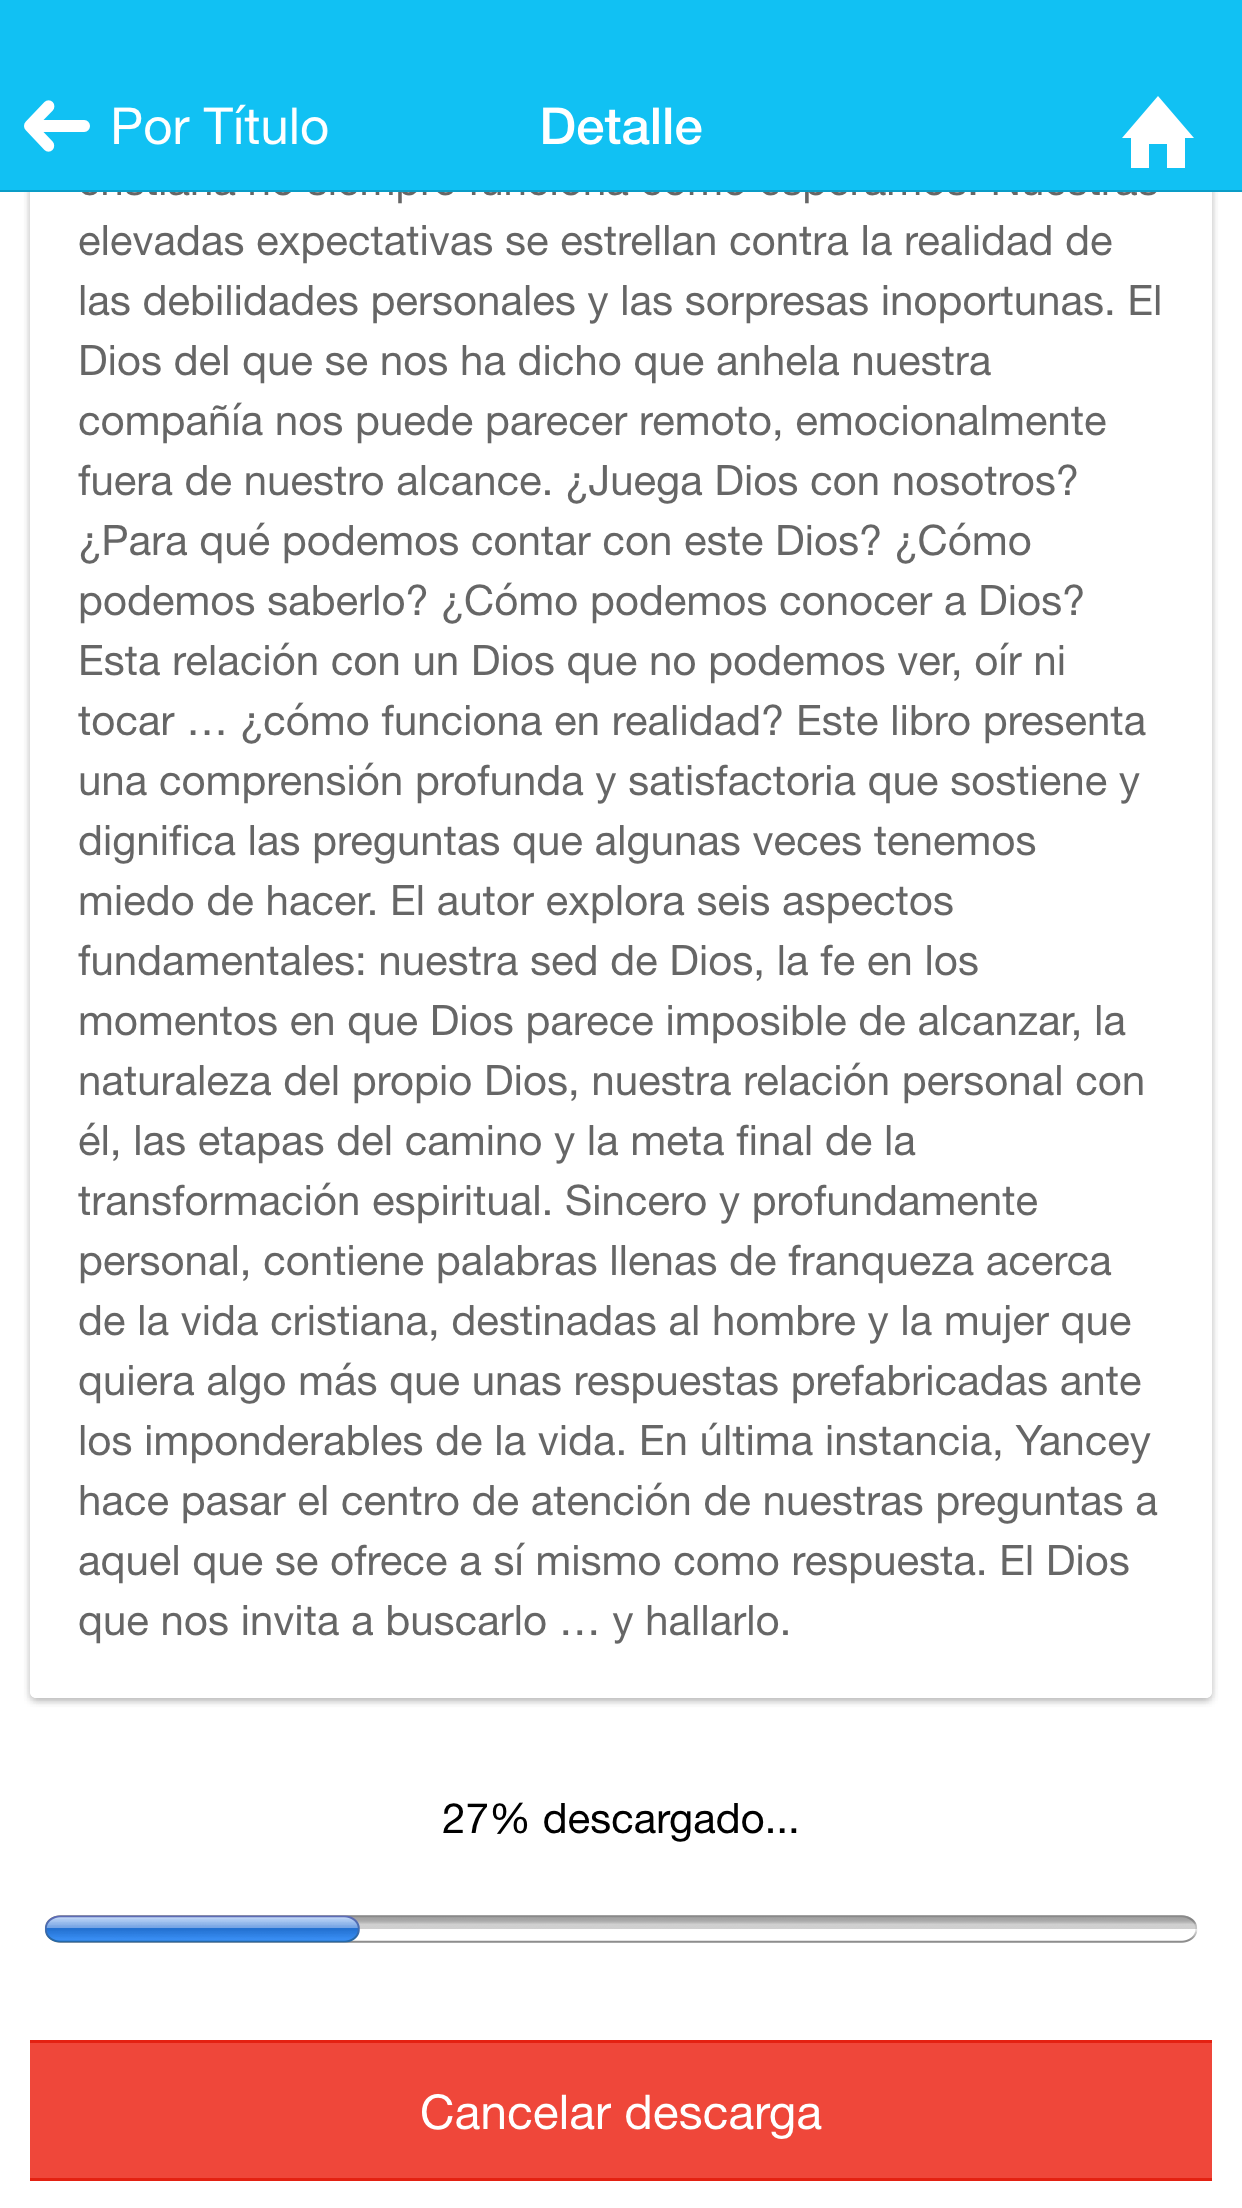 Por Título
Detalle
cristiana no siempre funciona como esperamos. Nuestras
elevadas expectativas se estrellan contra la realidad de
las debilidades personales y las sorpresas inoportunas. El
Dios del que se nos ha dicho que anhela nuestra
compañía nos puede parecer remoto, emocionalmente
fuera de nuestro alcance. ¿Juega Dios con nosotros?
¿Para qué podemos contar con este Dios? ¿Cómo
podemos saberlo? ¿Cómo podemos conocer a Dios?
Esta relación con un Dios que no podemos ver, oír ni
tocar … ¿cómo funciona en realidad? Este libro presenta
una comprensión profunda y satisfactoria que sostiene y
dignifica las preguntas que algunas veces tenemos
miedo de hacer. El autor explora seis aspectos
fundamentales: nuestra sed de Dios, la fe en los
momentos en que Dios parece imposible de alcanzar, la
naturaleza del propio Dios, nuestra relación personal con
él, las etapas del camino y la meta final de la
transformación espiritual. Sincero y profundamente
personal, contiene palabras llenas de franqueza acerca
de la vida cristiana, destinadas al hombre y la mujer que
quiera algo más que unas respuestas prefabricadas ante
los imponderables de la vida. En última instancia, Yancey
hace pasar el centro de atención de nuestras preguntas a
aquel que se ofrece a sí mismo como respuesta. El Dios
que nos invita a buscarlo … y hallarlo.
27% descargado...
Cancelar descarga